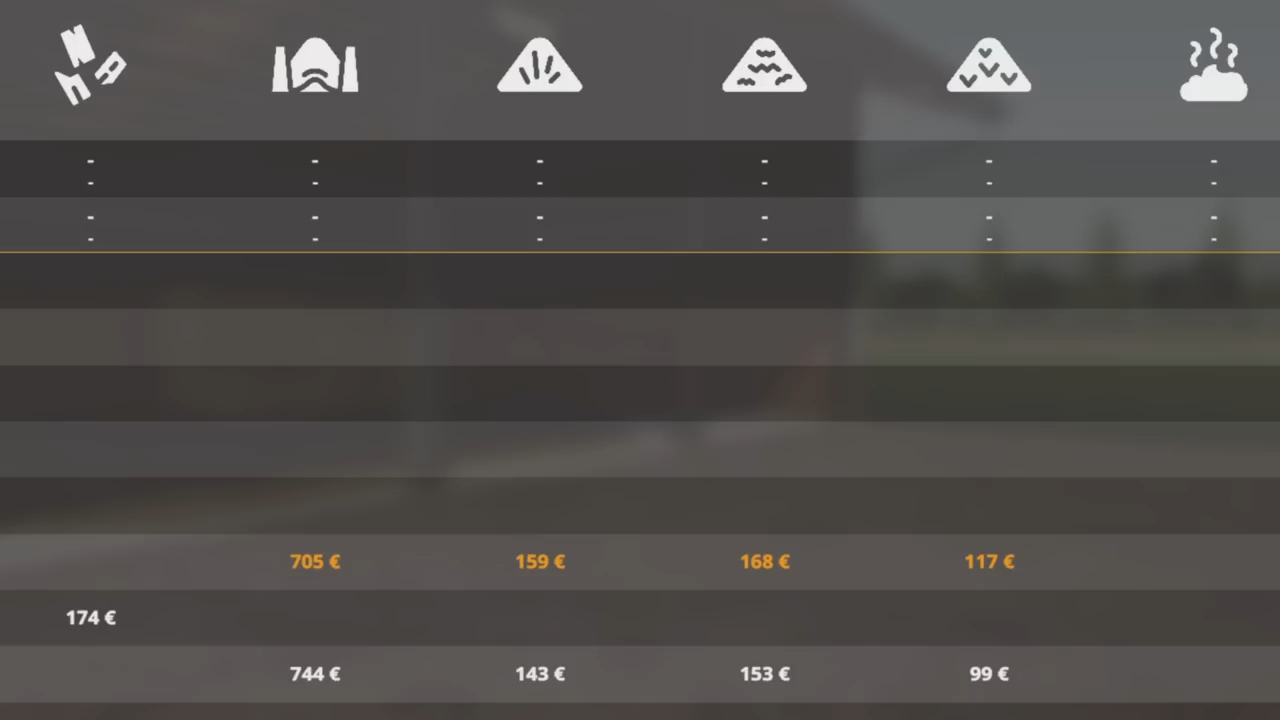 - - - - - -
- - - - - -
- - - - - -
- - - - - -
705 € 159 € 168 € 117 €
174 €
744 € 143 € 153 € 99 €